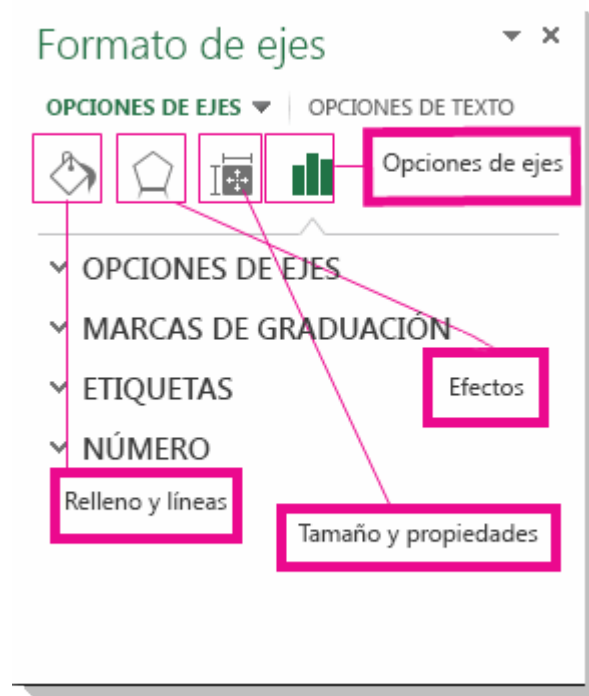 Formato de ejes
OPCIONES DE EJES OPCIONES DE TEXTO
Opciones de ejes
OPCIONES DE EJES
MARCAS DE GRADUACIÓN
ETIQUETAS
Efectos
NÚMERO
Relleno y líneas
Tamaño y propiedades